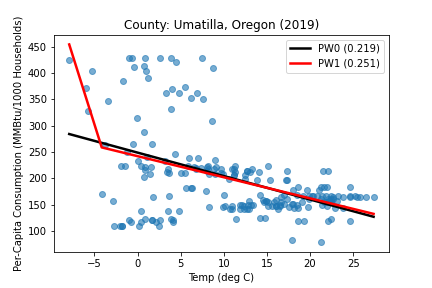 County: Umatilla, Oregon (2019)
PW0 (0.219)
PW1 (0.251)
Per-Capita Consumption (MMBtu/1000 Households)
450
400
350
300
250
200
150
100
−5 0 5 10 15 20 25
Temp (deg C)